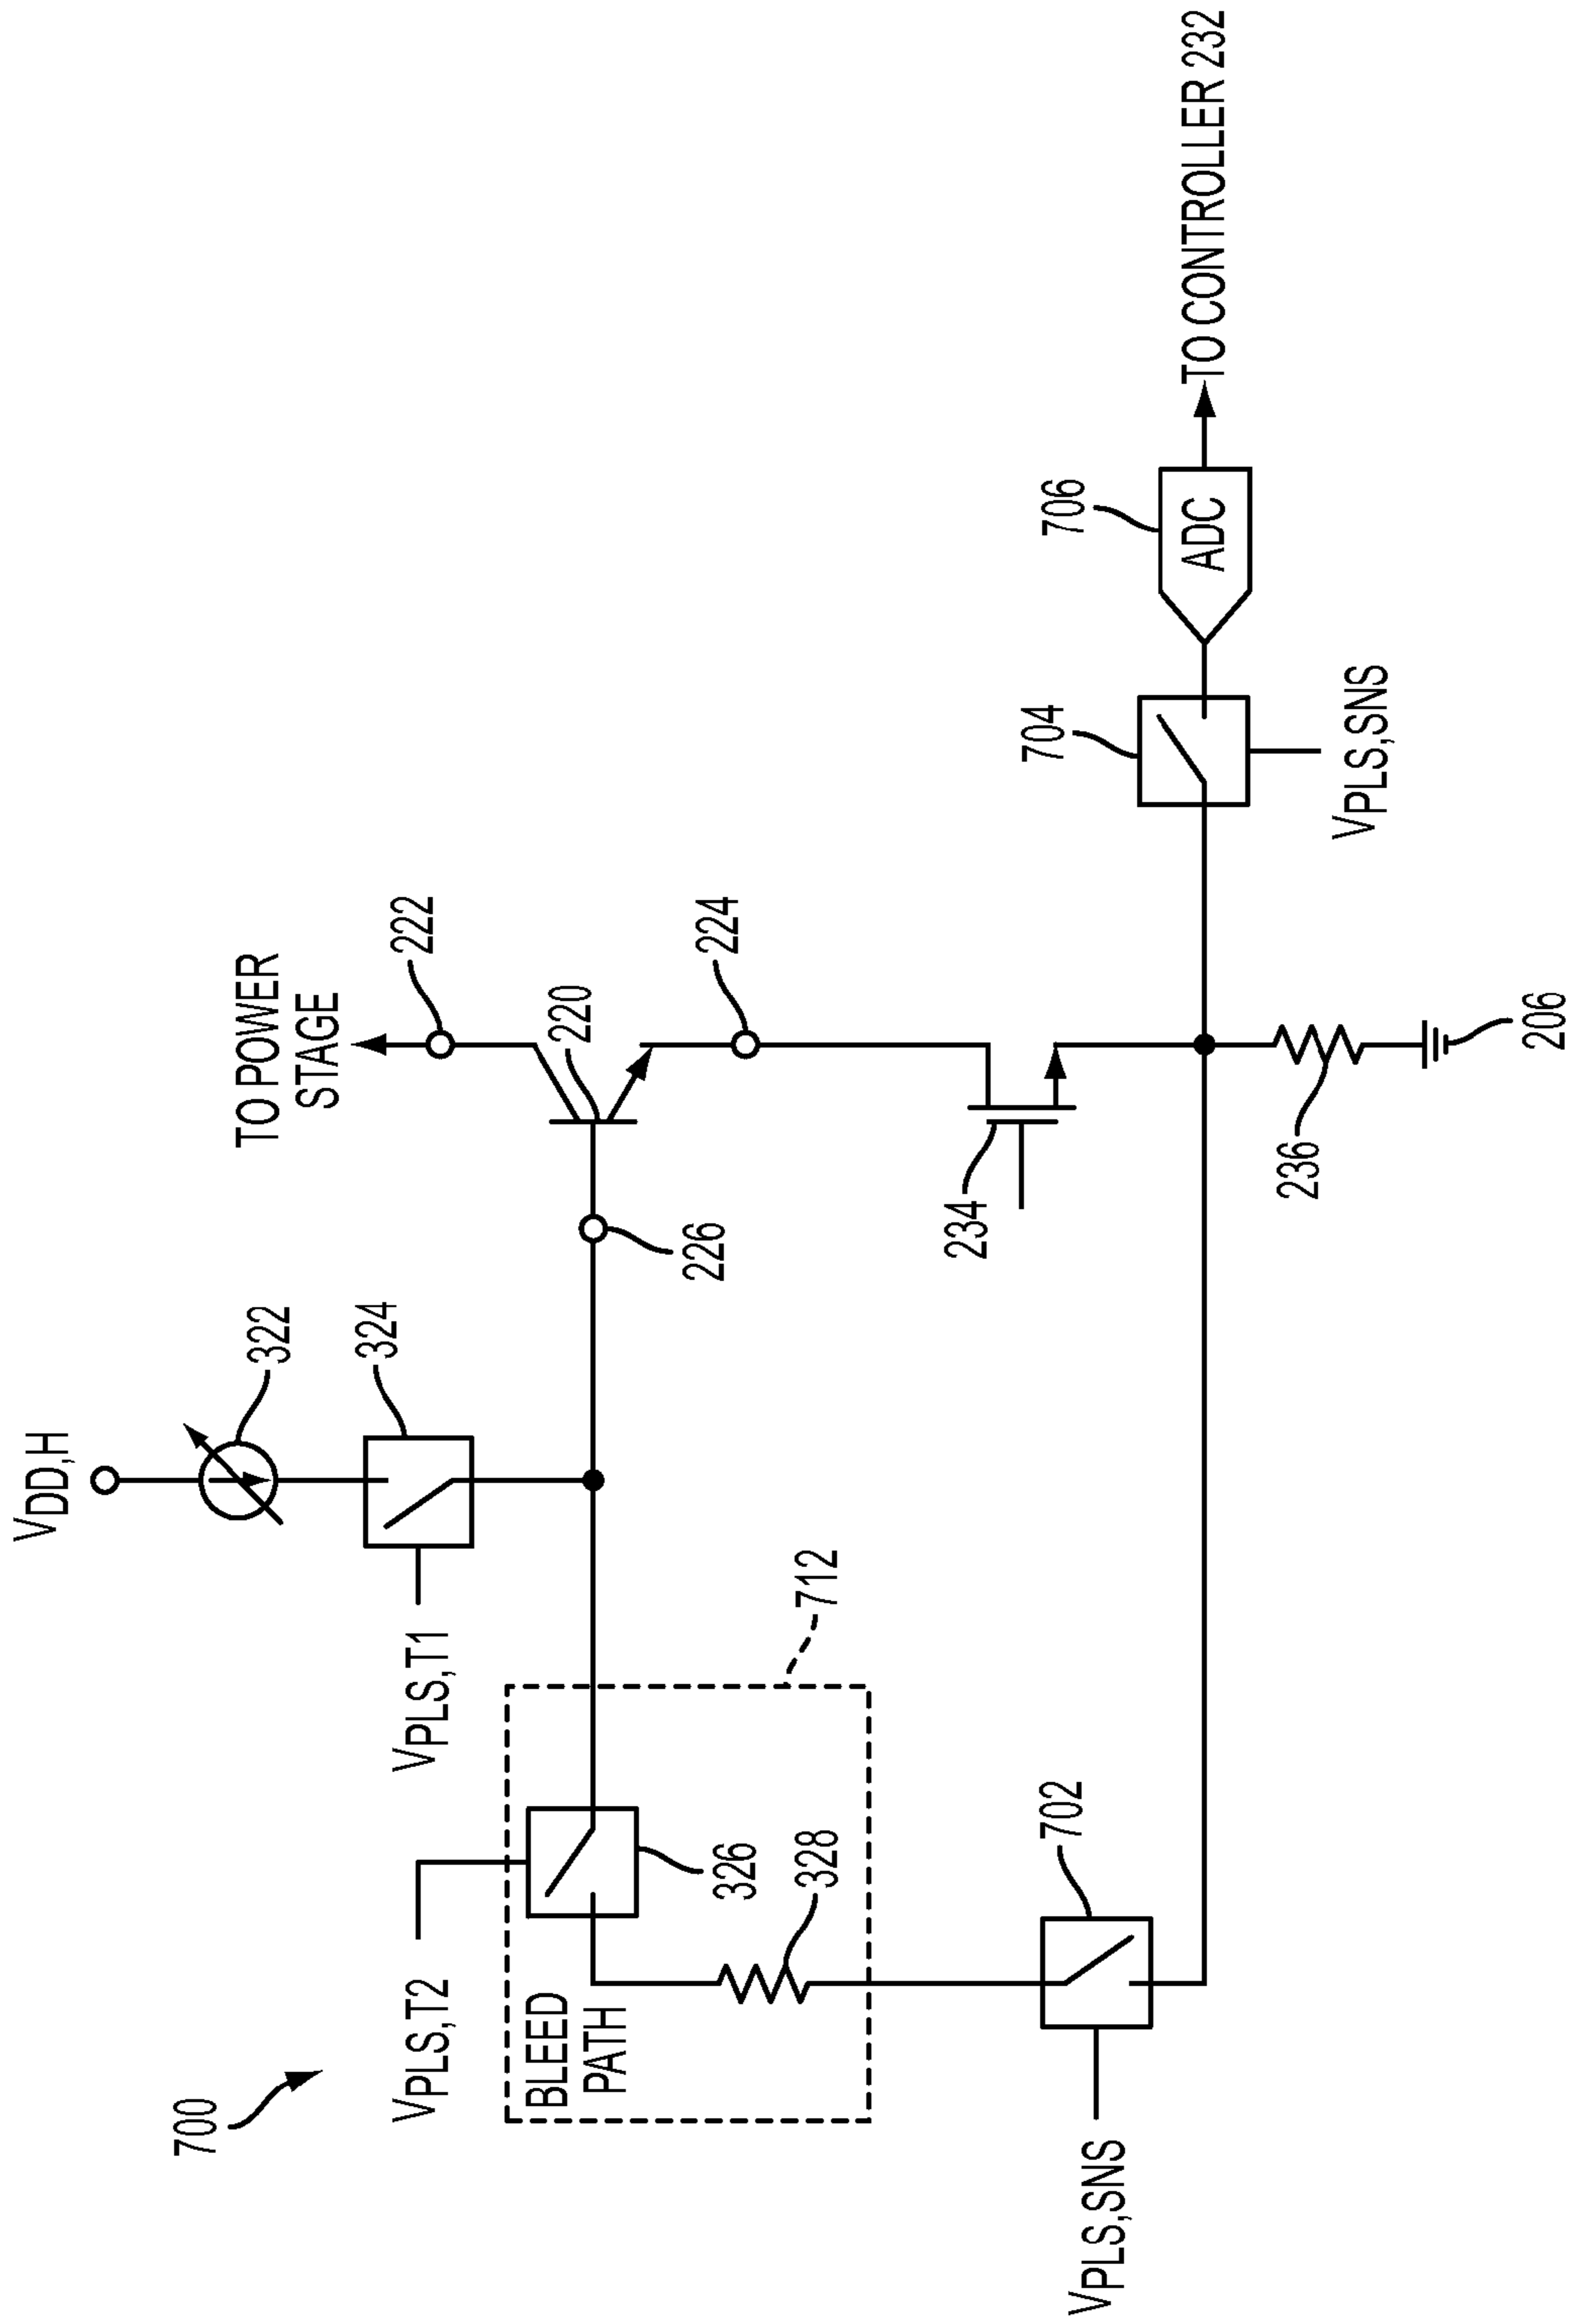 700
VDD,H
322
324
VPLS,T1
VPLS,T2
BLEED
PATH
326
328
712
226
TO POWER
STAGE
222
220
224
234
702
VPLS,SNS
704
706
ADC
TO CONTROLLER 232
VPLS,SNS
236
206